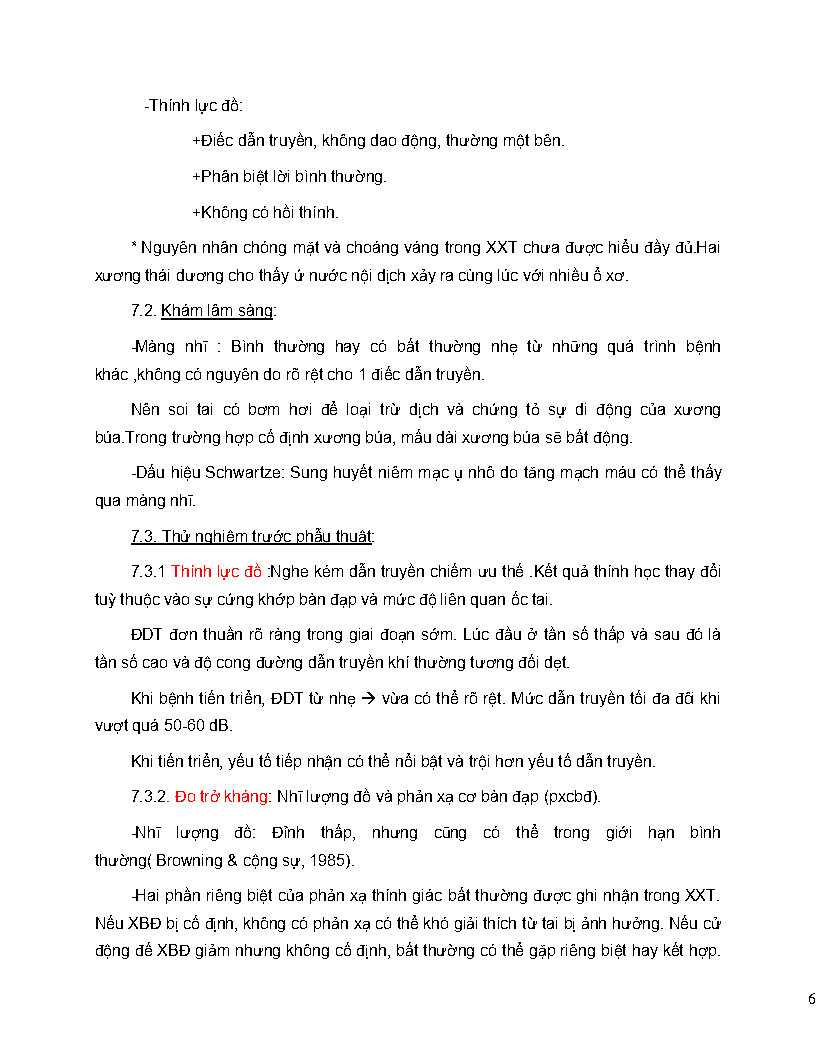 -Thính lực đồ:
+Điếc dẫn truyền, không dao động, thường một bên.
+Phân biệt lời bình thường.
+Không có hồi thính.
* Nguyên nhân chóng mặt và choáng váng trong XXT chưa được hiểu đầy đủ.Hai
xương thái dương cho thấy ứ nước nội dịch xảy ra cùng lúc với nhiều ổ xơ.
7.2. Khám lâm sàng:
-Màng nhĩ : Bình thường hay có bất thường nhẹ từ những quá trình bệnh
khác ,không có nguyên do rõ rệt cho 1 điếc dẫn truyền.
Nên soi tai có bơm hơi để loại trừ dịch và chứng tỏ sự di động của xương
búa.Trong trường hợp cố định xương búa, mấu dài xương búa sẽ bất động.
-Dấu hiệu Schwartze: Sung huyết niêm mạc ụ nhô do tăng mạch máu có thể thấy
qua màng nhĩ.
7.3. Thử nghiệm trước phẫu thuật:
7.3.1 Thính lực đồ :Nghe kém dẫn truyền chiếm ưu thế .Kết quả thính học thay đổi
tuỳ thuộc vào sự cứng khớp bàn đạp và mức độ liên quan ốc tai.
ĐDT đơn thuần rõ ràng trong giai đoạn sớm. Lúc đầu ở tần số thấp và sau đó là
tần số cao và độ cong đường dẫn truyền khí thường tương đối dẹt.
Khi bệnh tiến triển, ĐDT từ nhẹ → vừa có thể rõ rệt. Mức dẫn truyền tối đa đôi khi
vượt quá 50-60 dB.
Khi tiến triển, yếu tố tiếp nhận có thể nổi bật và trội hơn yếu tố dẫn truyền.
7.3.2. Đo trở kháng: Nhĩ lượng đồ và phản xạ cơ bàn đạp (pxcbđ).
-Nhĩ lượng đồ: Đỉnh thấp, nhưng cũng có thể trong giới hạn bình
thường( Browning & cộng sự, 1985).
-Hai phần riêng biệt của phản xạ thính giác bất thường được ghi nhận trong XXT.
Nếu XBĐ bị cố định, không có phản xạ có thể khó giải thích từ tai bị ảnh hưởng. Nếu cử
động đế XBĐ giảm nhưng không cố định, bất thường có thể gặp riêng biệt hay kết hợp.
6